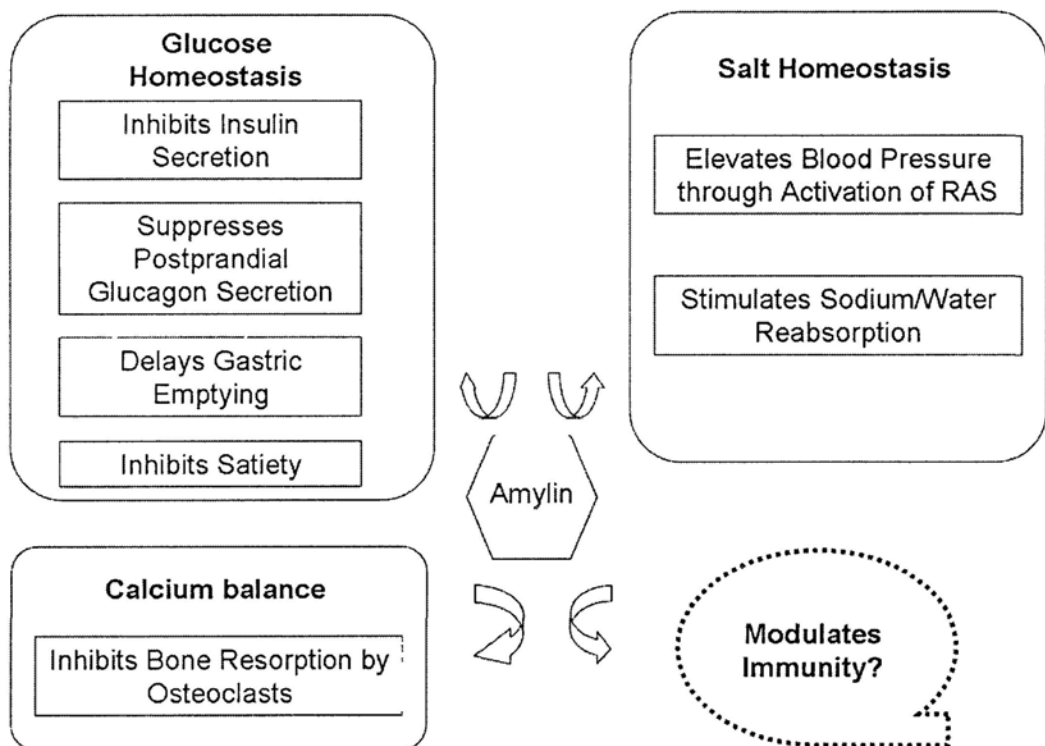 Glucose
Homeostasis
Inhibits Insulin
Secretion
Suppresses
Postprandial
Glucagon Secretion
Delays Gastric
Emptying
Inhibits Satiety
Salt Homeostasis
Elevates Blood Pressure
through Activation of RAS
Stimulates Sodium/Water
Reabsorption
Amylin
Calcium balance
Inhibits Bone Resorption by
Osteoclasts
Modulates
Immunity?